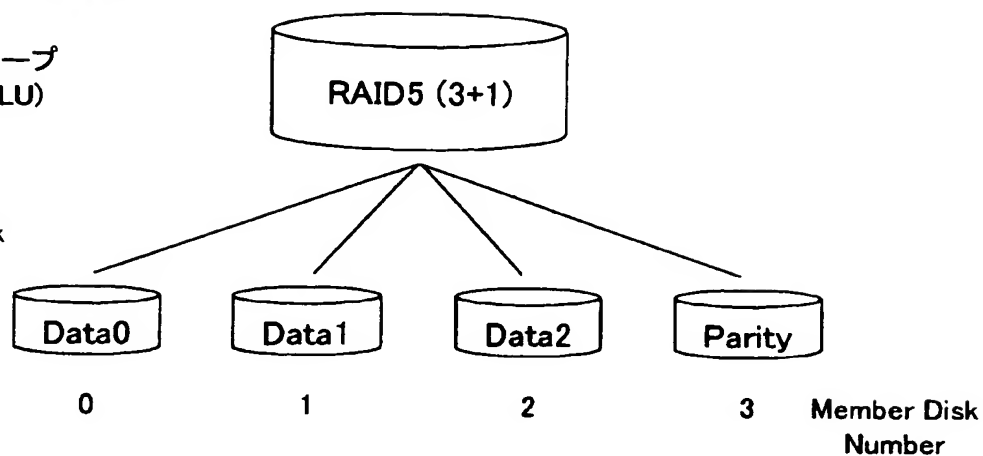 ープ
LU)
RAID5 (3+1)
k
Data0
Data1
Data2
Parity
0
1
2
3
Member Disk
Number